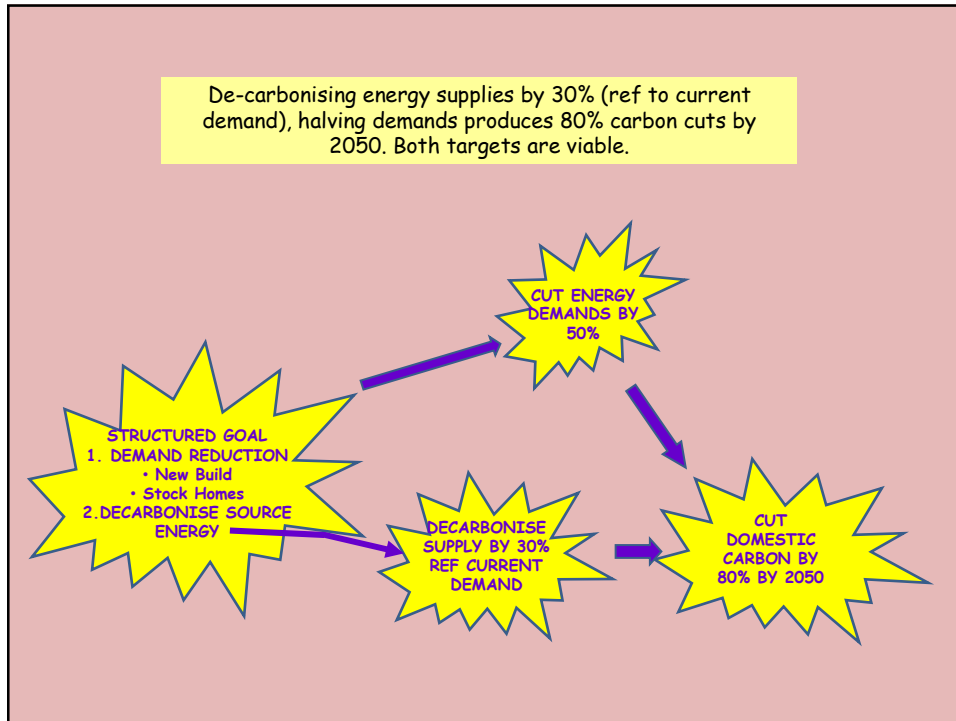 De-carbonising energy supplies by 30% (ref to current
demand), halving demands produces 80% carbon cuts by
2050. Both targets are viable.
CUT ENERGY
DEMANDS BY
50%
STRUCTURED GOAL
1. DEMAND REDUCTION
• New Build
• Stock Homes
2.DECARBONISE SOURCE
ENERGY
DECARBONISE
SUPPLY BY 30%
REF CURRENT
DEMAND
CUT
DOMESTIC
CARBON BY
80% BY 2050